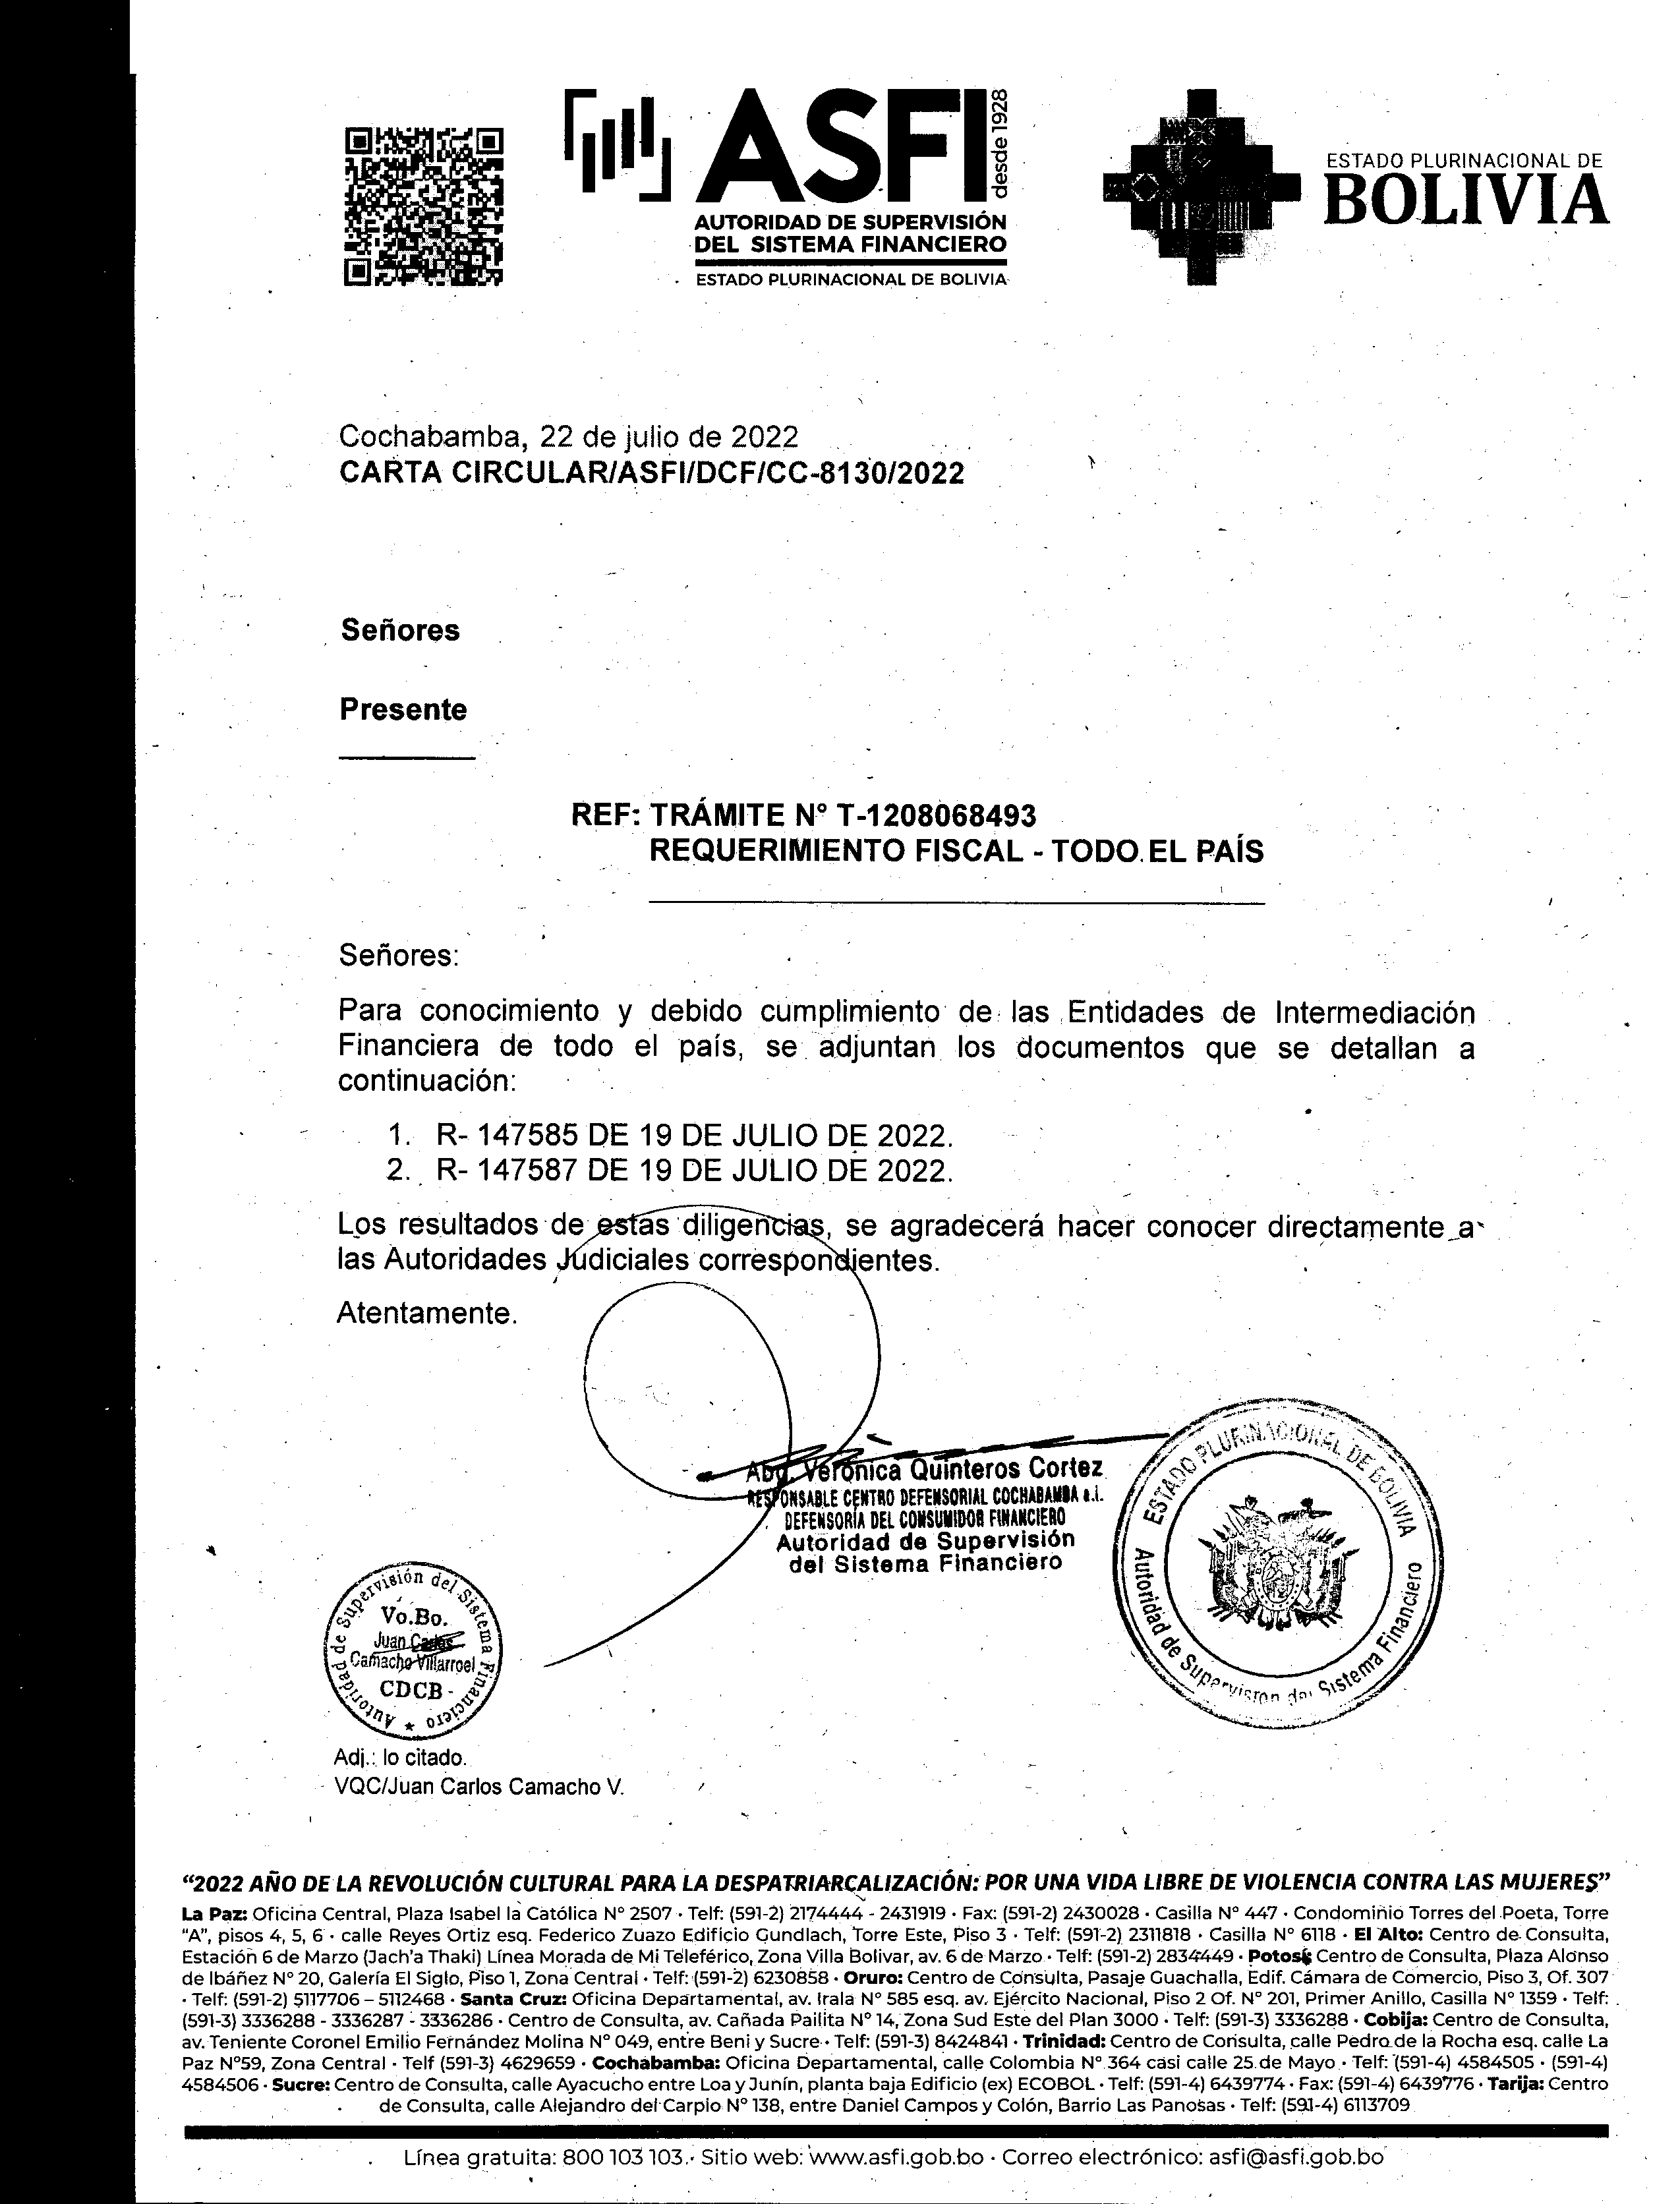 ASFI
desde 1928
AUTORIDAD DE SUPERVISIÓN
DEL SISTEMA FINANCIERO
ESTADO PLURINACIONAL DE BOLIVIA
ESTADO PLURINACIONAL DE
BOLIVIA
Cochabamba, 22 de julio de 2022
CARTA CIRCULAR/ASFI/DCF/CC-8130/2022
Señores
Presente
REF: TRÁMITE N° T-1208068493
REQUERIMIENTO FISCAL - TODO EL PAÍS
Señores:
Para conocimiento y debido cumplimiento de las Entidades de Intermediación
Financiera de todo el país, se adjuntan los documentos que se detallan a
continuación:
1. R- 147585 DE 19 DE JULIO DE 2022.
2. R- 147587 DE 19 DE JULIO DE 2022.
Los resultados de estas diligencias, se agradecerá hacer conocer directamente a
las Autoridades Judiciales correspondientes.
Atentamente.
Abg. Verónica Quinteros Cortez
RESPONSABLE CENTRO DEFENSORIAL COCHABAMBA a.i.
DEFENSORÍA DEL CONSUMIDOR FINANCIERO
Autoridad de Supervisión
del Sistema Financiero
ESTADO PLURINACIONAL DE BOLIVIA
Autoridad de Supervisión del Sistema Financiero
Autoridad de Supervisión del Sistema Financiero
Vo.Bo.
Juan Carlos
Camacho Villarroel
CDCB
Adj.: lo citado.
VQC/Juan Carlos Camacho V.
“2022 AÑO DE LA REVOLUCIÓN CULTURAL PARA LA DESPATRIARCALIZACIÓN: POR UNA VIDA LIBRE DE VIOLENCIA CONTRA LAS MUJERES”
La Paz: Oficina Central, Plaza Isabel la Católica N° 2507 · Telf: (591-2) 2174444 - 2431919 · Fax: (591-2) 2430028 · Casilla N° 447 · Condominio Torres del Poeta, Torre
“A”, pisos 4, 5, 6 · calle Reyes Ortiz esq. Federico Zuazo Edificio Gundlach, Torre Este, Piso 3 · Telf: (591-2) 2311818 · Casilla N° 6118 · El Alto: Centro de Consulta,
Estación 6 de Marzo (Jach’a Thaki) Línea Morada de Mi Teleférico, Zona Villa Bolivar, av. 6 de Marzo · Telf: (591-2) 2834449 · Potosí: Centro de Consulta, Plaza Alonso
de Ibáñez N° 20, Galería El Siglo, Piso 1, Zona Central · Telf: (591-2) 6230858 · Oruro: Centro de Consulta, Pasaje Guachalla, Edif. Cámara de Comercio, Piso 3, Of. 307
· Telf: (591-2) 5117706 – 5112468 · Santa Cruz: Oficina Departamental, av. Irala N° 585 esq. av. Ejército Nacional, Piso 2 Of. N° 201, Primer Anillo, Casilla N° 1359 · Telf:
(591-3) 3336288 - 3336287 - 3336286 · Centro de Consulta, av. Cañada Pailita N° 14, Zona Sud Este del Plan 3000 · Telf: (591-3) 3336288 · Cobija: Centro de Consulta,
av. Teniente Coronel Emilio Fernández Molina N° 049, entre Beni y Sucre · Telf: (591-3) 8424841 · Trinidad: Centro de Consulta, calle Pedro de la Rocha esq. calle La
Paz N°59, Zona Central · Telf (591-3) 4629659 · Cochabamba: Oficina Departamental, calle Colombia N° 364 casi calle 25 de Mayo · Telf: (591-4) 4584505 · (591-4)
4584506 · Sucre: Centro de Consulta, calle Ayacucho entre Loa y Junín, planta baja Edificio (ex) ECOBOL · Telf: (591-4) 6439774 · Fax: (591-4) 6439776 · Tarija: Centro
de Consulta, calle Alejandro del Carpio N° 138, entre Daniel Campos y Colón, Barrio Las Panosas · Telf: (591-4) 6113709
Línea gratuita: 800 103 103 · Sitio web: www.asfi.gob.bo · Correo electrónico: asfi@asfi.gob.bo